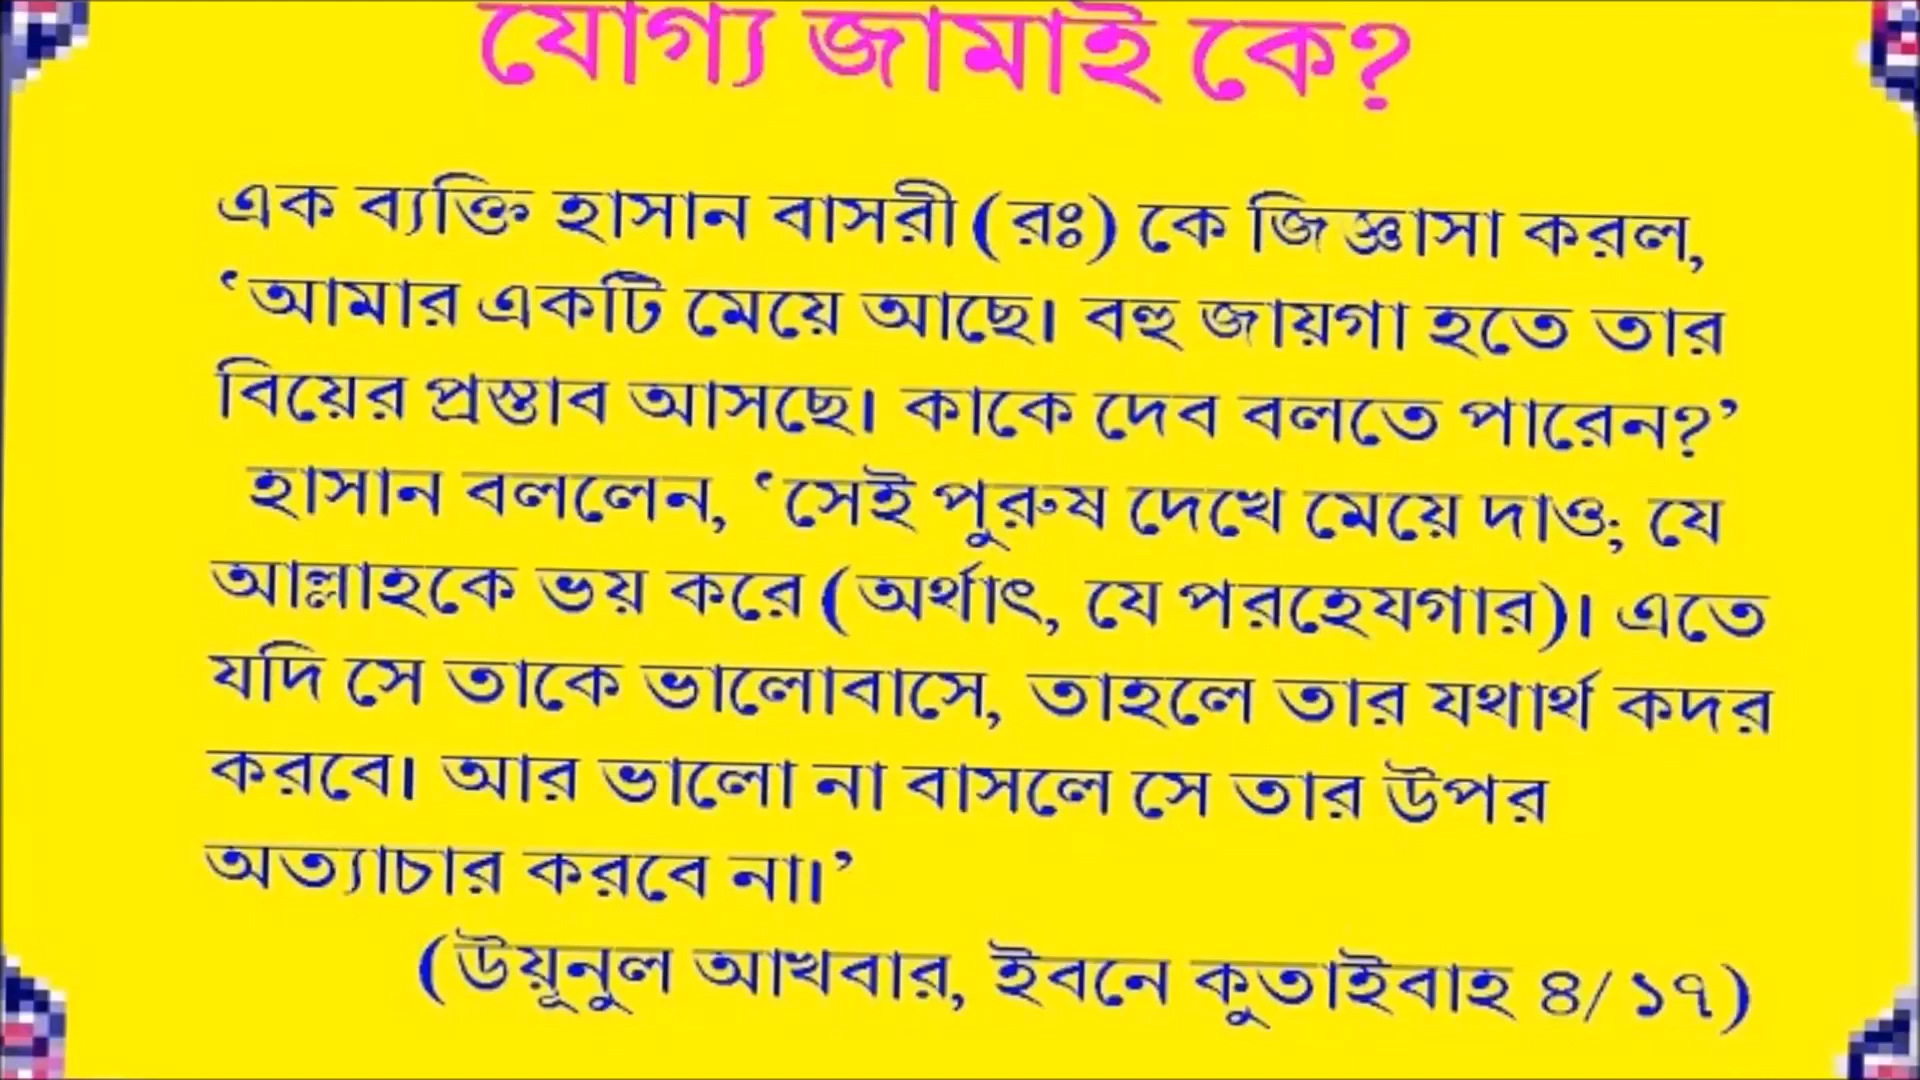 যোগ্য জামাই কে?
এক ব্যক্তি হাসান বাসরী (রঃ) কে জিজ্ঞাসা করল,
‘আমার একটি মেয়ে আছে। বহু জায়গা হতে তার
বিয়ের প্রস্তাব আসছে। কাকে দেব বলতে পারেন?’
হাসান বললেন, ‘সেই পুরুষ দেখে মেয়ে দাও; যে
আল্লাহকে ভয় করে (অর্থাৎ, যে পরহেযগার)। এতে
যদি সে তাকে ভালোবাসে, তাহলে তার যথার্থ কদর
করবে। আর ভালো না বাসলে সে তার উপর
অত্যাচার করবে না।’
(উয়ূনুল আখবার, ইবনে কুতাইবাহ ৪/ ১৭)